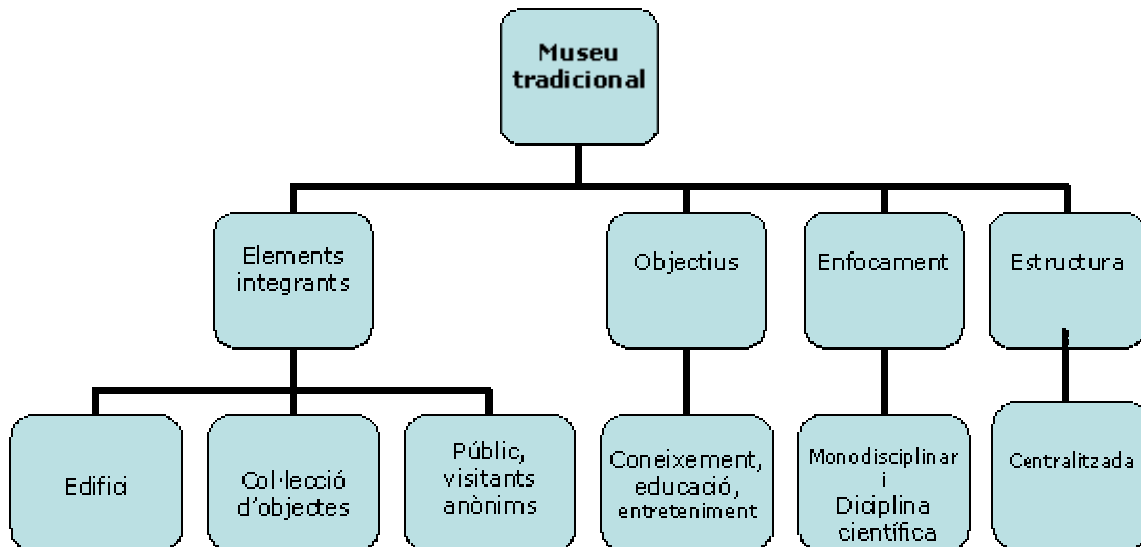 Museu
tradicional
Elements
integrants
Objectius
Enfocament
Estructura
Edifici
Col·lecció
d'objectes
Públic,
visitants
anònims
Coneixement,
educació,
entreteniment
Monodisciplinar
i
Diciplina
científica
Centralitzada